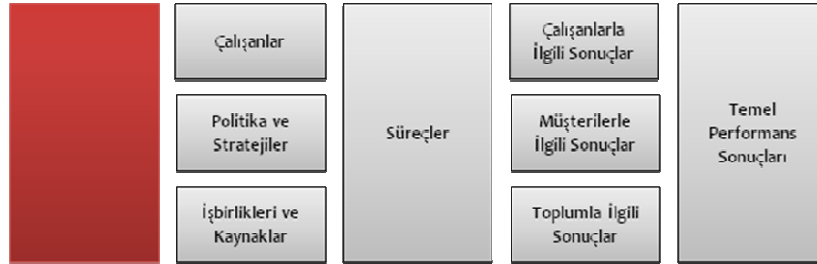 Çalışanlar
Politika ve
Stratejiler
İşbirlikleri ve
Kaynaklar
Süreçler
Çalışanlarla
İlgili Sonuçlar
Müşterilerle
İlgili Sonuçlar
Toplumla İlgili
Sonuçlar
Temel
Performans
Sonuçları